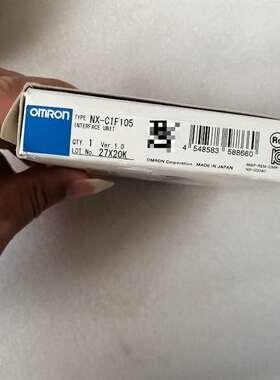 OMRON
TYPE NX-CIF105
INTERFACE UNIT
QTY. 1 Ver.1.0
LOT No. 27X20K
4 548583 588660
OMRON Corporation MADE IN JAPAN